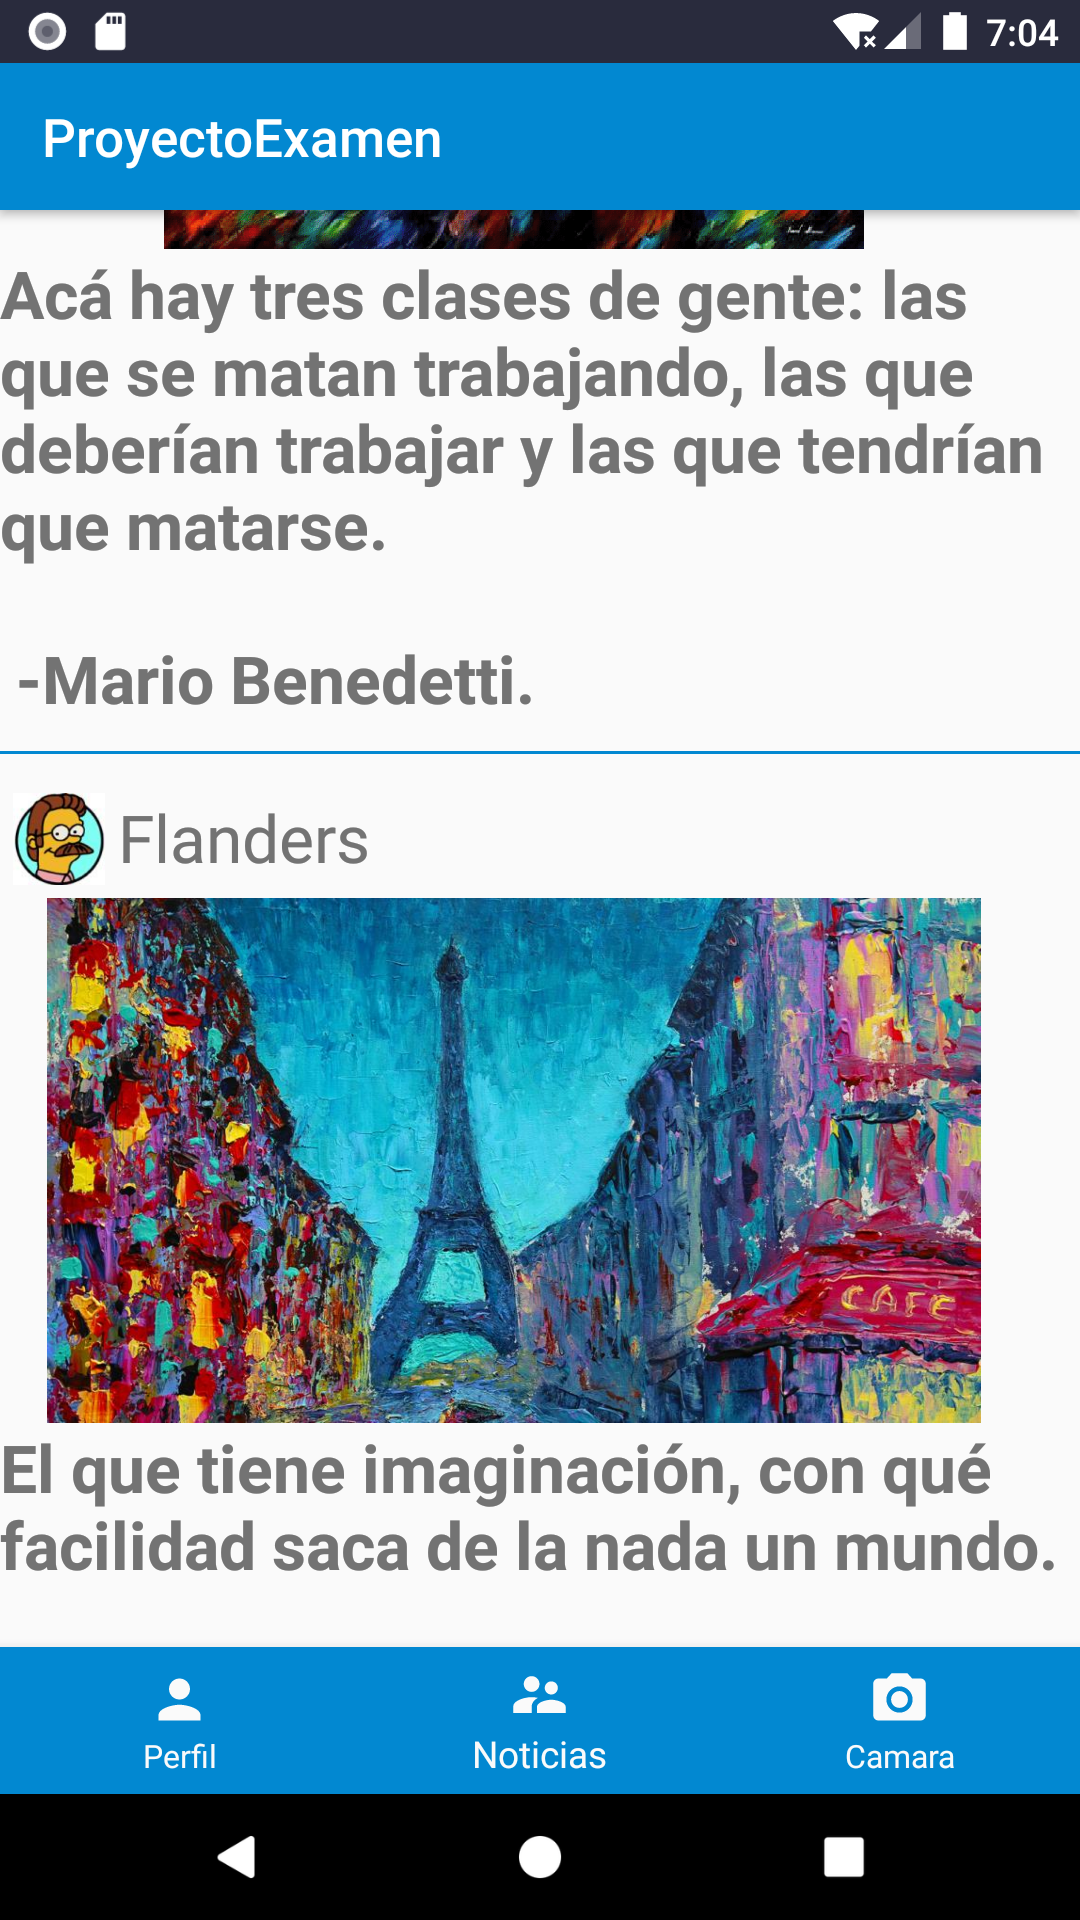 7:04
ProyectoExamen
Acá hay tres clases de gente: las
que se matan trabajando, las que
deberían trabajar y las que tendrían
que matarse.
-Mario Benedetti.
Flanders
CAFE
El que tiene imaginación, con qué
facilidad saca de la nada un mundo.
Perfil
Noticias
Camara